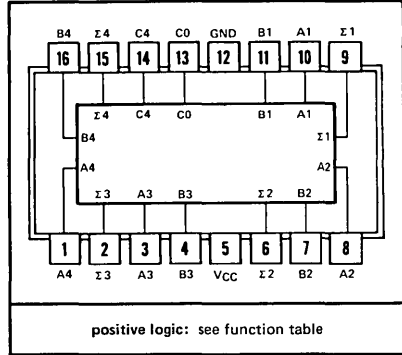 B4 Σ4 C4 C0 GND B1 A1 Σ1
16 15 14 13 12 11 10 9
Σ4 C4 C0 B1 A1
B4 Σ1
A4 A2
Σ3 A3 B3 Σ2 B2
1 2 3 4 5 6 7 8
A4 Σ3 A3 B3 VCC Σ2 B2 A2
positive logic: see function table